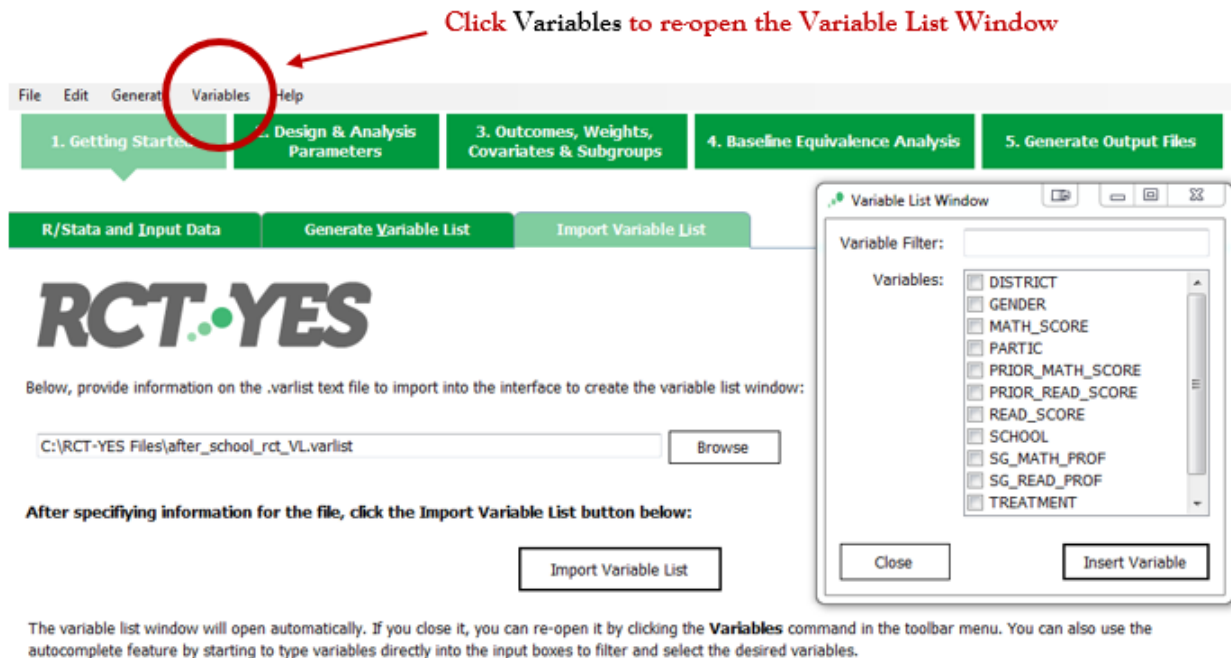 Click Variables to re-open the Variable List Window
File Edit Generat Variables Help
1. Getting Starte
. Design & Analysis
Parameters
3. Outcomes, Weights,
Covariates & Subgroups
4. Baseline Equivalence Analysis
5. Generate Output Files
R/Stata and Input Data
Generate Variable List
Import Variable List
RCT-YES
Below, provide information on the .varlist text file to import into the interface to create the variable list window:
C:\RCT-YES Files\after_school_rct_VL.varlist
Browse
After specifiying information for the file, click the Import Variable List button below:
Import Variable List
Variable List Window
Variable Filter:
Variables:
DISTRICT
GENDER
MATH_SCORE
PARTIC
PRIOR_MATH_SCORE
PRIOR_READ_SCORE
READ_SCORE
SCHOOL
SG_MATH_PROF
SG_READ_PROF
TREATMENT
Close
Insert Variable
The variable list window will open automatically. If you close it, you can re-open it by clicking the Variables command in the toolbar menu. You can also use the
autocomplete feature by starting to type variables directly into the input boxes to filter and select the desired variables.